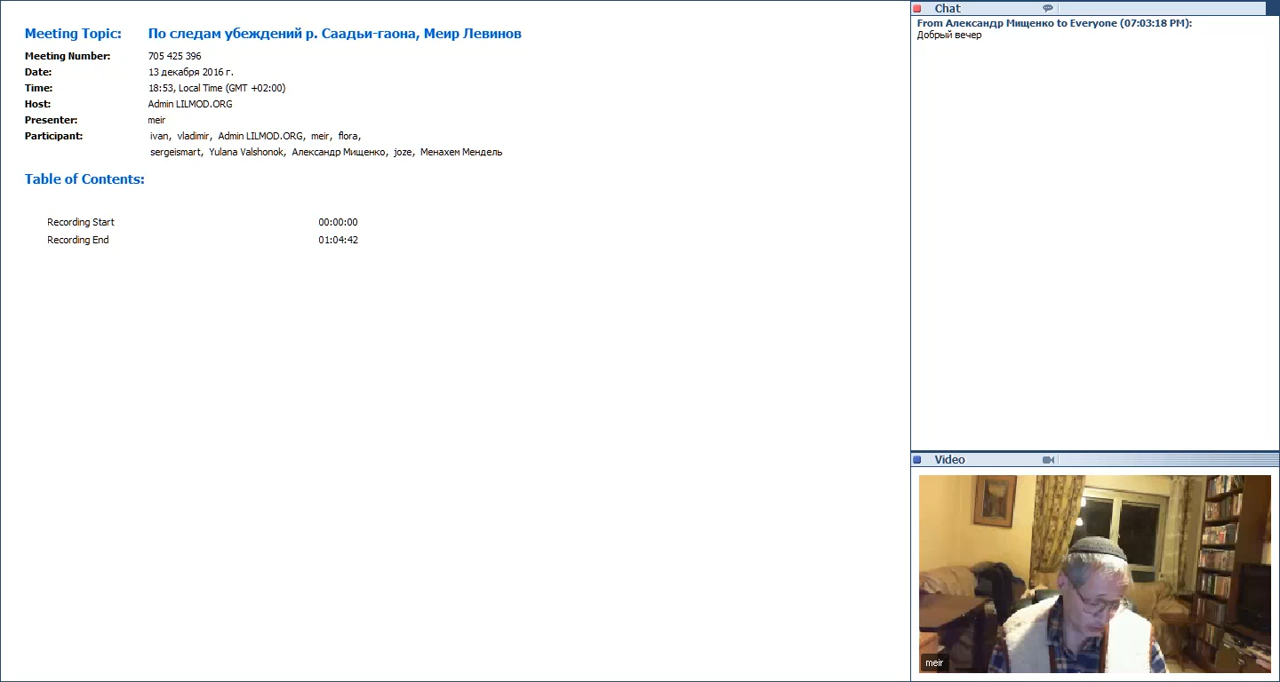 Meeting Topic: По следам убеждений р. Саадьи-гаона, Меир Левинов
Meeting Number: 705 425 396
Date: 13 декабря 2016 г.
Time: 18:53, Local Time (GMT +02:00)
Host: Admin LILMOD.ORG
Presenter: meir
Participant: ivan, vladimir, Admin LILMOD.ORG, meir, flora,
sergeismart, Yulana Valshonok, Александр Мищенко, joze, Менахем Мендель
Table of Contents:
Recording Start 00:00:00
Recording End 01:04:42
Chat
From Александр Мищенко to Everyone (07:03:18 PM):
Добрый вечер
Video
meir